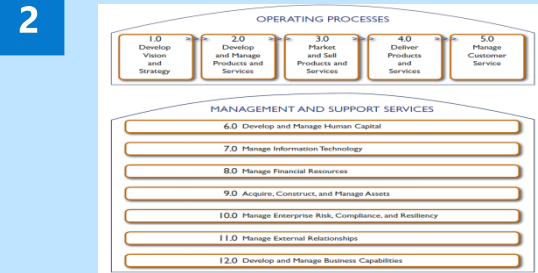 2
OPERATING PROCESSES
1.0
Develop
Vision
and
Strategy
2.0
Develop
and Manage
Products and
Services
3.0
Market
and Sell
Products and
Services
4.0
Deliver
Products
and
Services
5.0
Manage
Customer
Service
MANAGEMENT AND SUPPORT SERVICES
6.0 Develop and Manage Human Capital
7.0 Manage Information Technology
8.0 Manage Financial Resources
9.0 Acquire, Construct, and Manage Assets
10.0 Manage Enterprise Risk, Compliance, and Resiliency
11.0 Manage External Relationships
12.0 Develop and Manage Business Capabilities